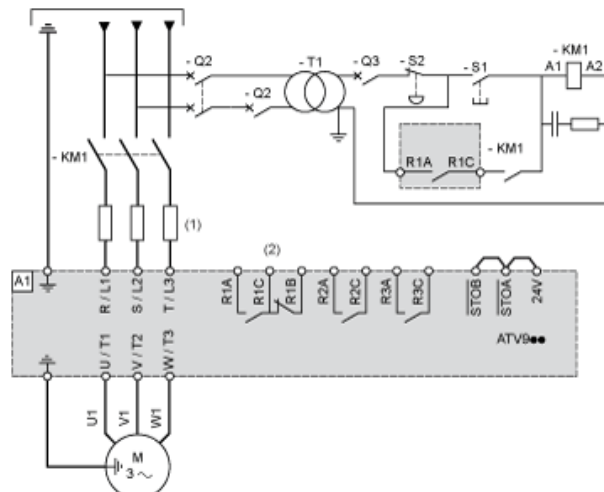 - Q2
- T1
- Q3
- S2
- S1
- KM1
A1
A2
- Q2
- KM1
R1A
R1C
- KM1
(1)
(2)
A1
R / L1
S / L2
T / L3
R1A
R1C
R1B
R2A
R2C
R3A
R3C
STOB
STOA
24V
ATV9●●
U / T1
V / T2
W / T3
U1
V1
W1
M
3 ~